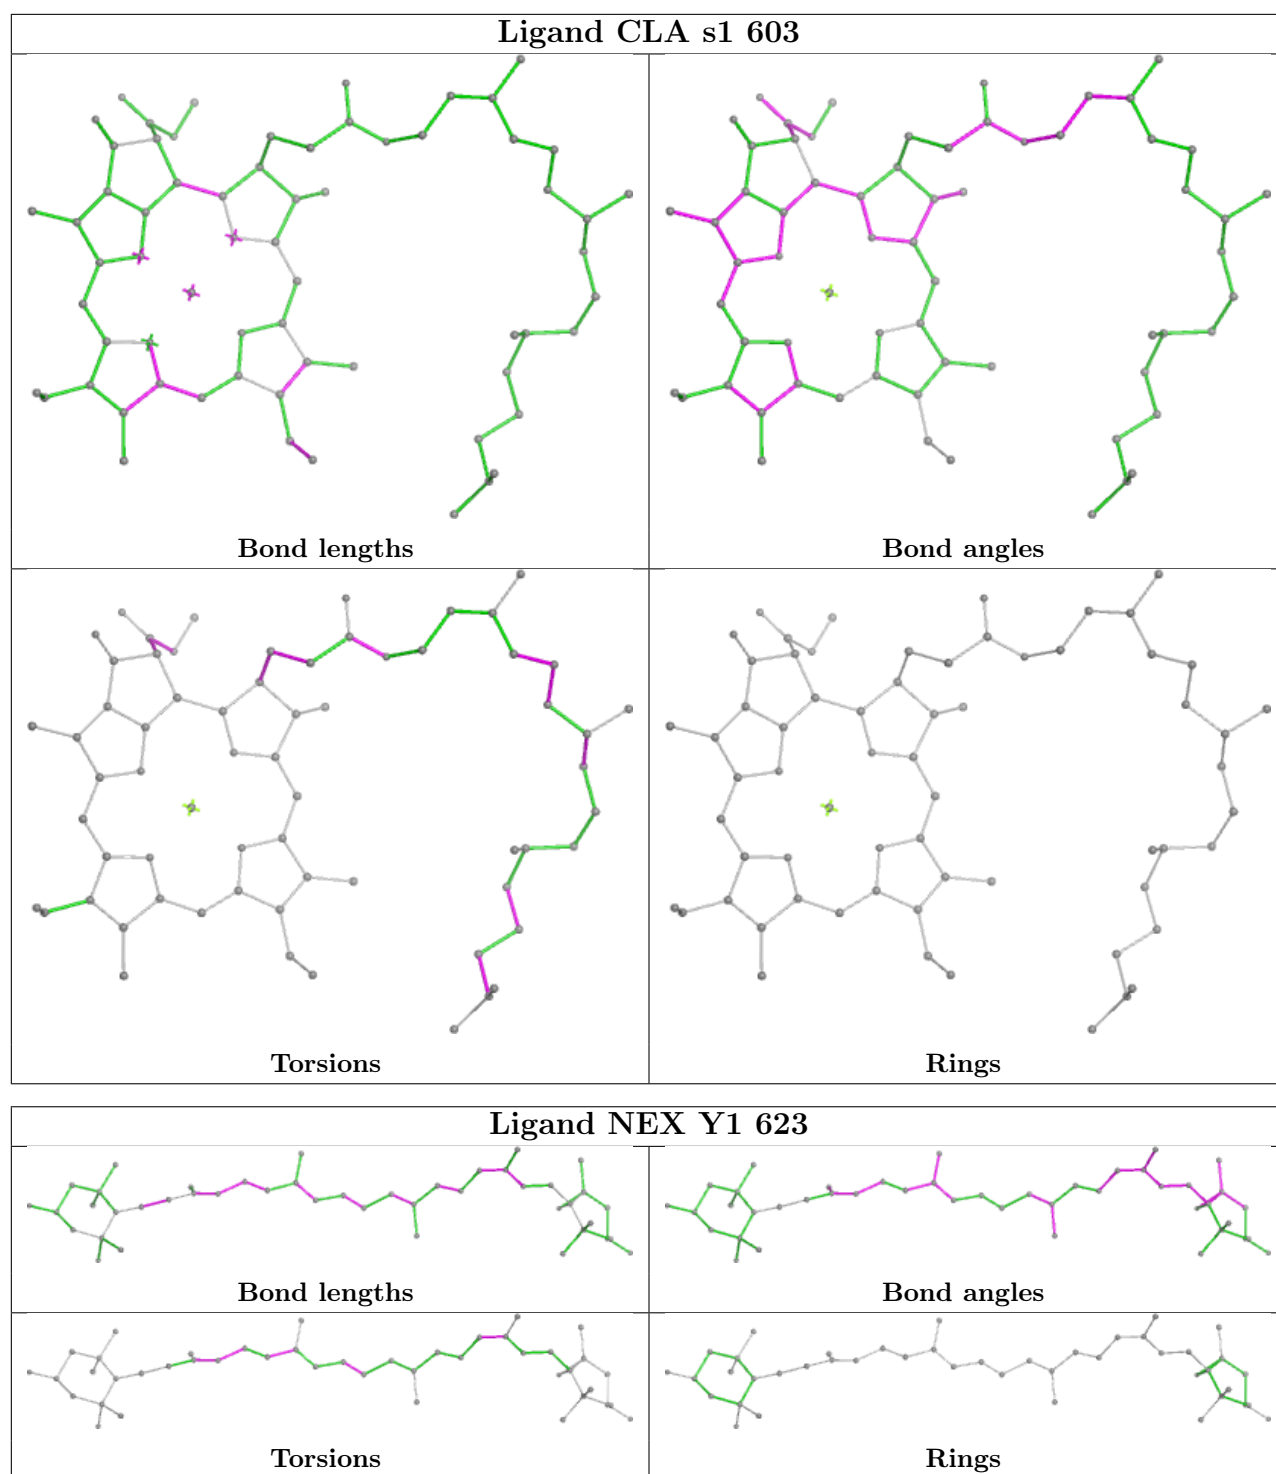 Ligand CLA s1 603
Bond lengths
Bond angles
Torsions
Rings
Ligand NEX Y1 623
Bond lengths
Bond angles
Torsions
Rings